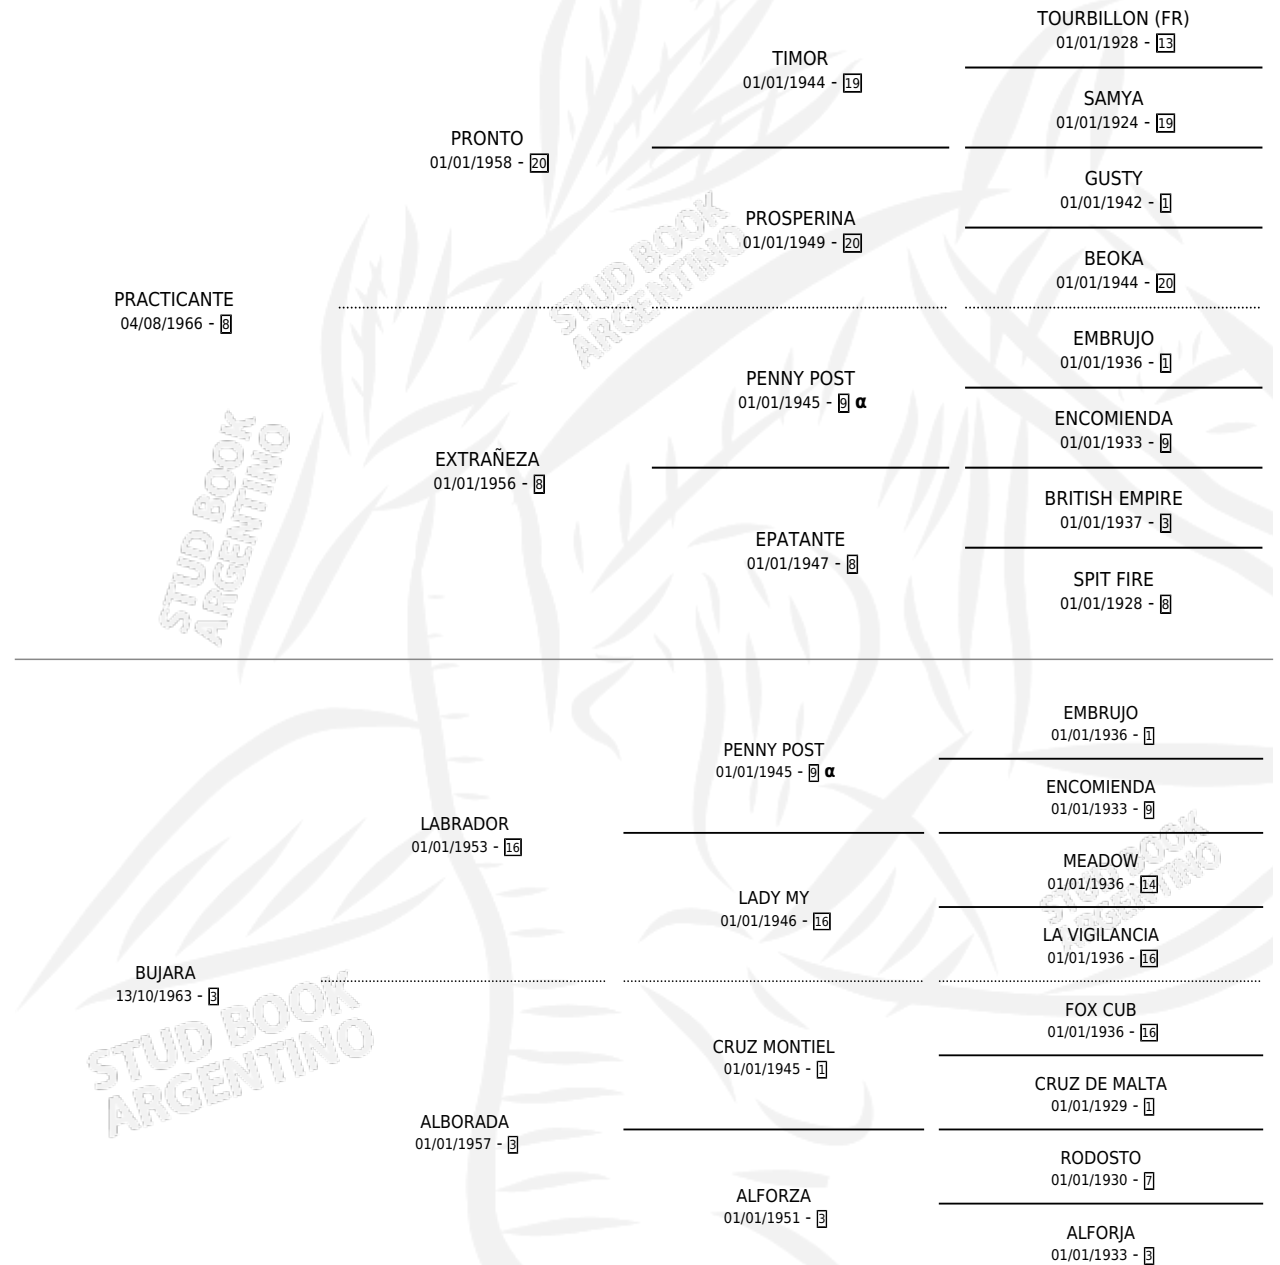 TOURBILLON (FR)
01/01/1928 - 13
TIMOR
01/01/1944 - 19
SAMYA
01/01/1924 - 19
PRONTO
01/01/1958 - 20
GUSTY
01/01/1942 - 1
PROSPERINA
01/01/1949 - 20
BEOKA
01/01/1944 - 20
PRACTICANTE
04/08/1966 - 8
EMBRUJO
01/01/1936 - 1
PENNY POST
01/01/1945 - 9 α
ENCOMIENDA
01/01/1933 - 9
EXTRAÑEZA
01/01/1956 - 8
BRITISH EMPIRE
01/01/1937 - 3
EPATANTE
01/01/1947 - 8
SPIT FIRE
01/01/1928 - 8
EMBRUJO
01/01/1936 - 1
PENNY POST
01/01/1945 - 9 α
ENCOMIENDA
01/01/1933 - 9
LABRADOR
01/01/1953 - 16
MEADOW
01/01/1936 - 14
LADY MY
01/01/1946 - 16
LA VIGILANCIA
01/01/1936 - 16
BUJARA
13/10/1963 - 3
FOX CUB
01/01/1936 - 16
CRUZ MONTIEL
01/01/1945 - 1
CRUZ DE MALTA
01/01/1929 - 1
ALBORADA
01/01/1957 - 3
RODOSTO
01/01/1930 - 7
ALFORZA
01/01/1951 - 3
ALFORJA
01/01/1933 - 3
STUD BOOK
ARGENTINO
STUD BOOK
ARGENTINO
STUD BOOK
ARGENTINO
STUD BOOK
ARGENTINO